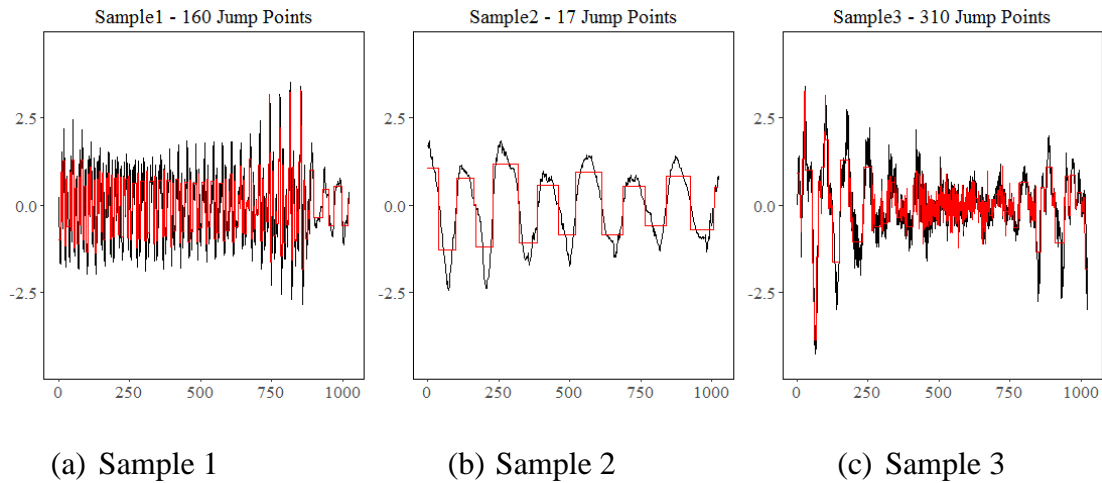 Sample1 - 160 Jump Points
Sample2 - 17 Jump Points
Sample3 - 310 Jump Points
2.5
0.0
-2.5
0 250 500 750 1000
2.5
0.0
-2.5
0 250 500 750 1000
2.5
0.0
-2.5
0 250 500 750 1000
(a) Sample 1
(b) Sample 2
(c) Sample 3